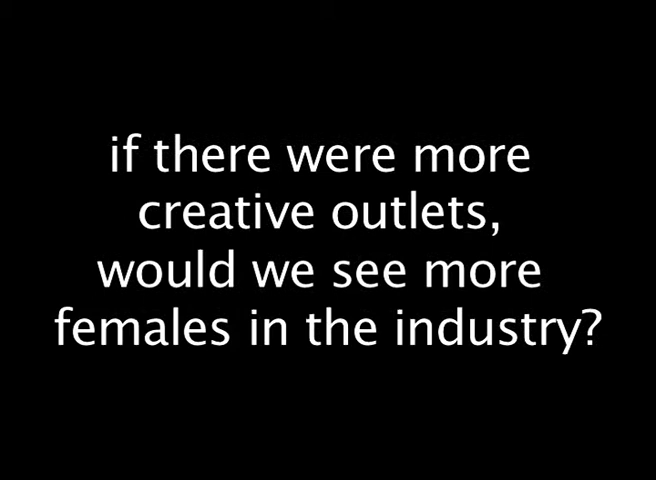 if there were more
creative outlets,
would we see more
females in the industry?